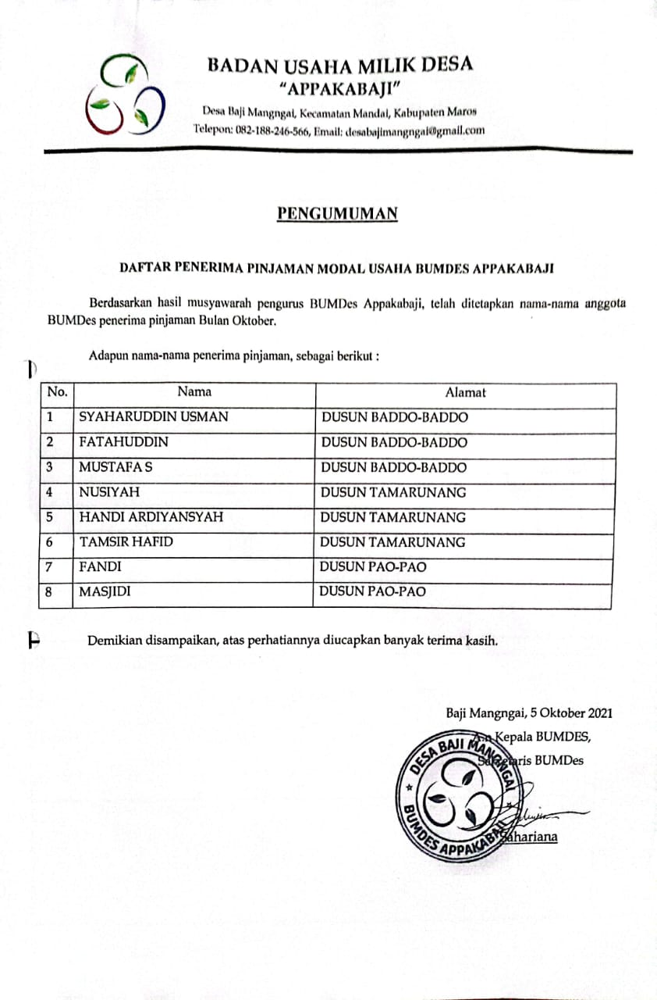 BADAN USAHA MILIK DESA
“APPAKABAJI”
Desa Baji Mangngai, Kecamatan Mandai, Kabupaten Maros
Telepon: 082-188-246-566, Email: desabajimangngai@gmail.com
PENGUMUMAN
DAFTAR PENERIMA PINJAMAN MODAL USAHA BUMDES APPAKABAJI
Berdasarkan hasil musyawarah pengurus BUMDes Appakabaji, telah ditetapkan nama-nama anggota
BUMDes penerima pinjaman Bulan Oktober.
Adapun nama-nama penerima pinjaman, sebagai berikut :
No. Nama Alamat
1 SYAHARUDDIN USMAN DUSUN BADDO-BADDO
2 FATAHUDDIN DUSUN BADDO-BADDO
3 MUSTAFA S DUSUN BADDO-BADDO
4 NUSIYAH DUSUN TAMARUNANG
5 HANDI ARDIYANSYAH DUSUN TAMARUNANG
6 TAMSIR HAFID DUSUN TAMARUNANG
7 FANDI DUSUN PAO-PAO
8 MASJIDI DUSUN PAO-PAO
Demikian disampaikan, atas perhatiannya diucapkan banyak terima kasih.
Baji Mangngai, 5 Oktober 2021
A.n Kepala BUMDES,
Sekretaris BUMDes
DESA BAJI MANGNGAI
BUMDES APPAKABAJI
Sahariana